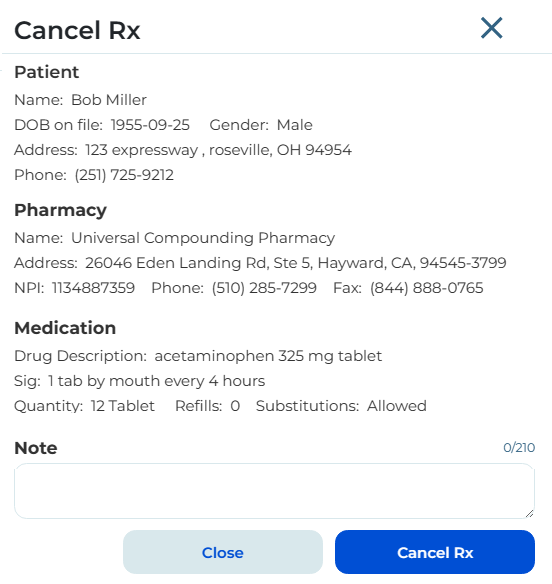 Cancel Rx
Patient
Name: Bob Miller
DOB on file: 1955-09-25 Gender: Male
Address: 123 expressway , roseville, OH 94954
Phone: (251) 725-9212
Pharmacy
Name: Universal Compounding Pharmacy
Address: 26046 Eden Landing Rd, Ste 5, Hayward, CA, 94545-3799
NPI: 1134887359 Phone: (510) 285-7299 Fax: (844) 888-0765
Medication
Drug Description: acetaminophen 325 mg tablet
Sig: 1 tab by mouth every 4 hours
Quantity: 12 Tablet Refills: 0 Substitutions: Allowed
Note 0/210
Close Cancel Rx